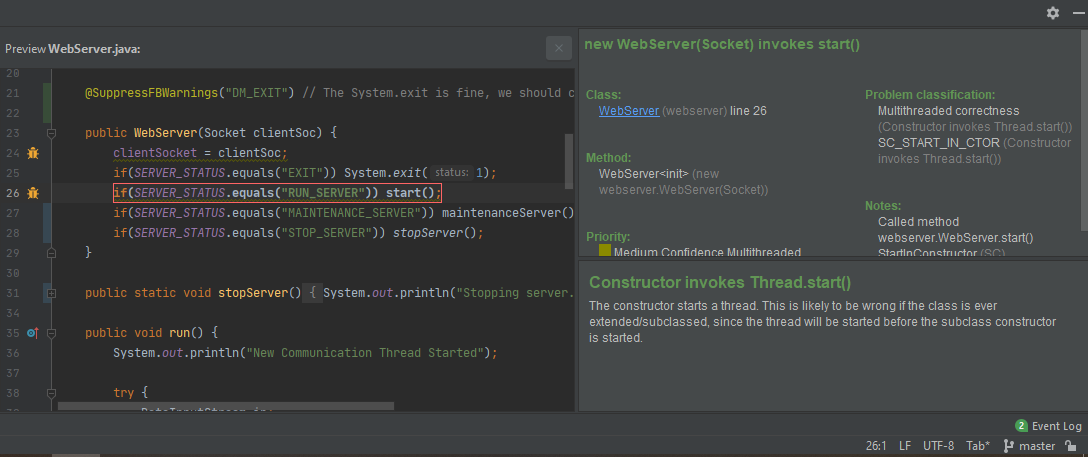 Preview WebServer.java:
20
21 @SuppressFBWarnings("DM_EXIT") // The System.exit is fine, we should c
22
23 public WebServer(Socket clientSoc) {
24 clientSocket = clientSoc;
25 if(SERVER_STATUS.equals("EXIT")) System.exit( status: 1);
26 if(SERVER_STATUS.equals("RUN_SERVER")) start();
27 if(SERVER_STATUS.equals("MAINTENANCE_SERVER")) maintenanceServer()
28 if(SERVER_STATUS.equals("STOP_SERVER")) stopServer();
29 }
30
31 public static void stopServer() { System.out.println("Stopping server.
34
35 public void run() {
36 System.out.println("New Communication Thread Started");
37
38 try {
new WebServer(Socket) invokes start()
Class:
WebServer (webserver) line 26
Method:
WebServer<init> (new
webserver.WebServer(Socket))
Priority:
Medium Confidence Multithreaded
Problem classification:
Multithreaded correctness
(Constructor invokes Thread.start())
SC_START_IN_CTOR (Constructor
invokes Thread.start())
Notes:
Called method
webserver.WebServer.start()
StartInConstructor (SC)
Constructor invokes Thread.start()
The constructor starts a thread. This is likely to be wrong if the class is ever
extended/subclassed, since the thread will be started before the subclass constructor
is started.
2 Event Log
26:1 LF UTF-8 Tab* master